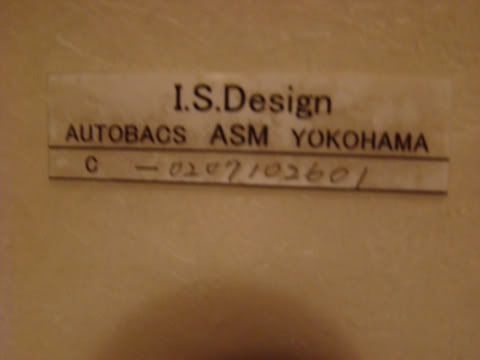 I.S.Design
AUTOBACS ASM YOKOHAMA
C -0207102601